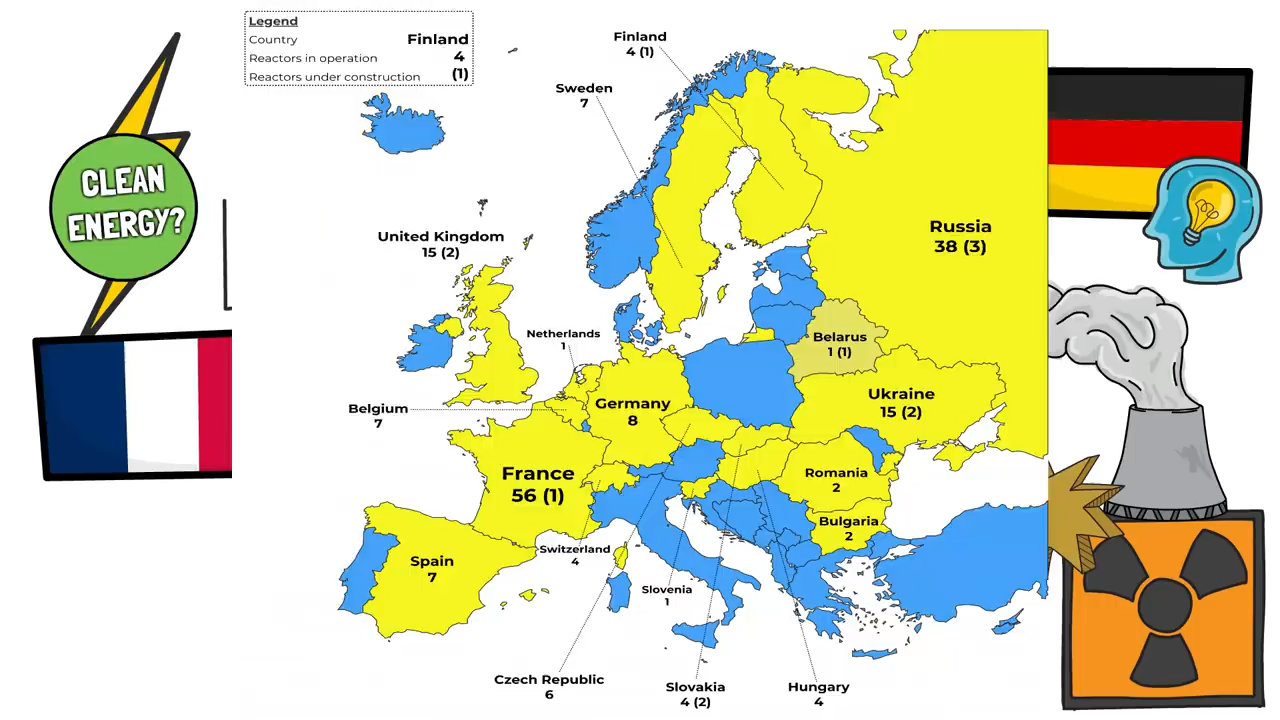 Legend
Country Finland
Reactors in operation 4
Reactors under construction (1)
CLEAN
ENERGY?
Finland
4 (1)
Sweden
7
United Kingdom
15 (2)
Russia
38 (3)
Netherlands
1
Belarus
1 (1)
Belgium
7
Germany
8
Ukraine
15 (2)
France
56 (1)
Romania
2
Bulgaria
2
Spain
7
Switzerland
4
Slovenia
1
Czech Republic
6
Slovakia
4 (2)
Hungary
4